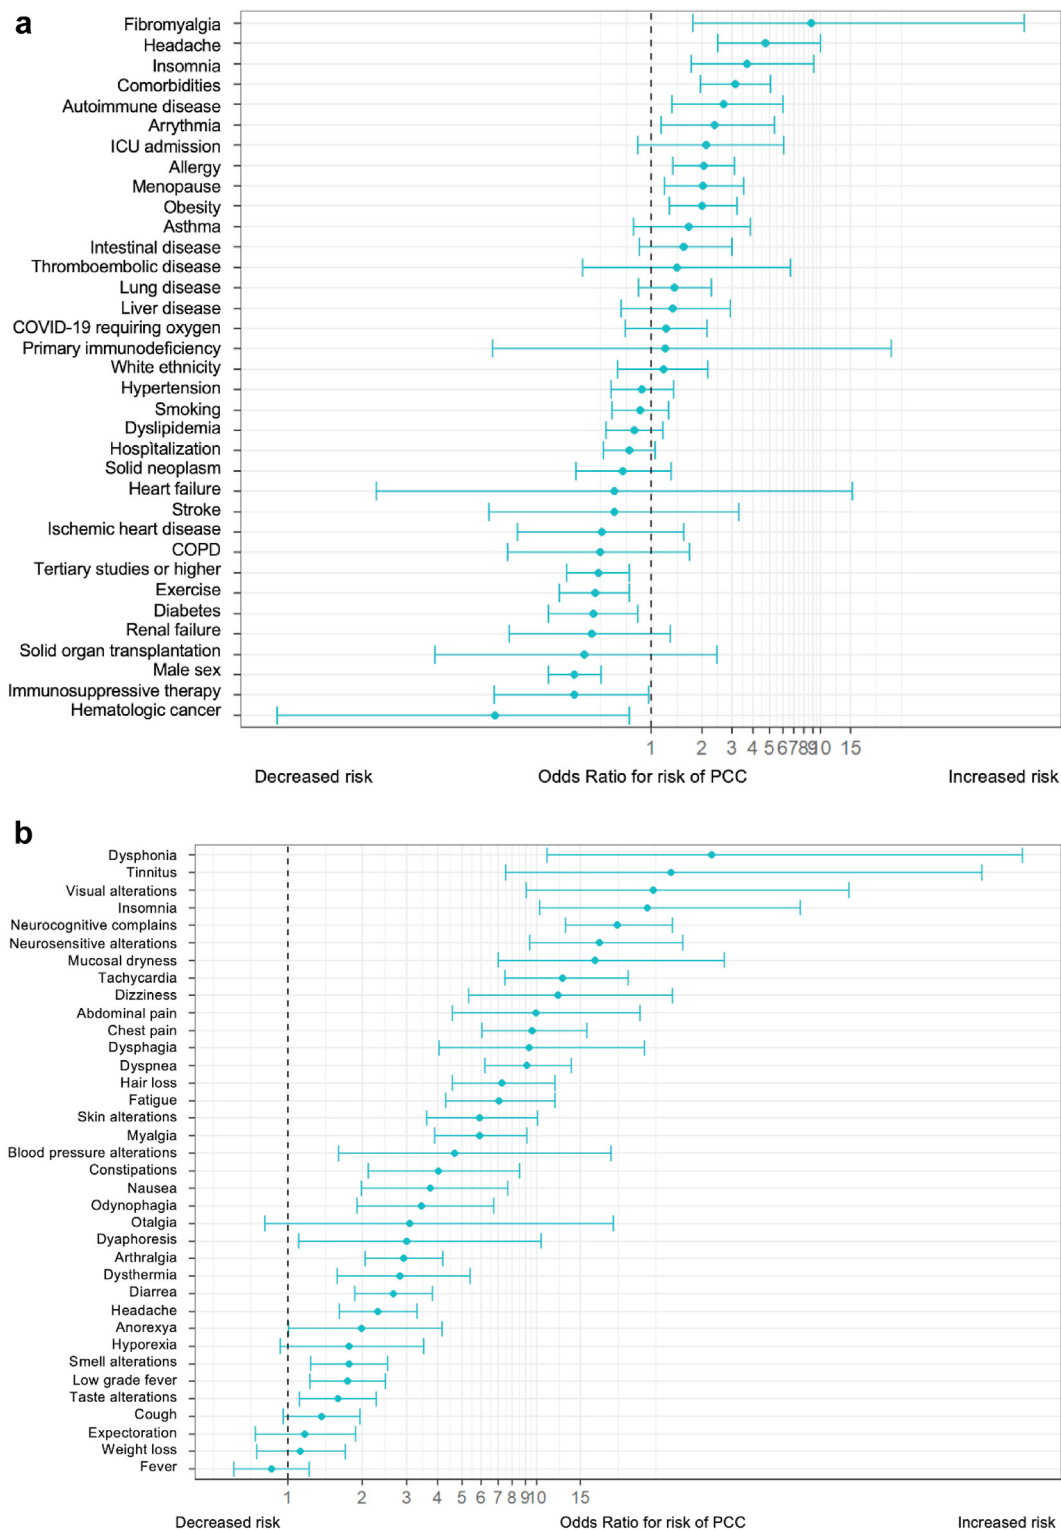 a
Fibromyalgia
Headache
Insomnia
Comorbidities
Autoimmune disease
Arrythmia
ICU admission
Allergy
Menopause
Obesity
Asthma
Intestinal disease
Thromboembolic disease
Lung disease
Liver disease
COVID-19 requiring oxygen
Primary immunodeficiency
White ethnicity
Hypertension
Smoking
Dyslipidemia
Hospitalization
Solid neoplasm
Heart failure
Stroke
Ischemic heart disease
COPD
Tertiary studies or higher
Exercise
Diabetes
Renal failure
Solid organ transplantation
Male sex
Immunosuppressive therapy
Hematologic cancer
1 2 3 4 5 6 7 8 9 10 15
Decreased risk Odds Ratio for risk of PCC Increased risk
b
Dysphonia
Tinnitus
Visual alterations
Insomnia
Neurocognitive complains
Neurosensitive alterations
Mucosal dryness
Tachycardia
Dizziness
Abdominal pain
Chest pain
Dysphagia
Dyspnea
Hair loss
Fatigue
Skin alterations
Myalgia
Blood pressure alterations
Constipations
Nausea
Odynophagia
Otalgia
Dyaphoresis
Arthralgia
Dysthermia
Diarrea
Headache
Anorexya
Hyporexia
Smell alterations
Low grade fever
Taste alterations
Cough
Expectoration
Weight loss
Fever
1 2 3 4 5 6 7 8 9 10 15
Decreased risk Odds Ratio for risk of PCC Increased risk